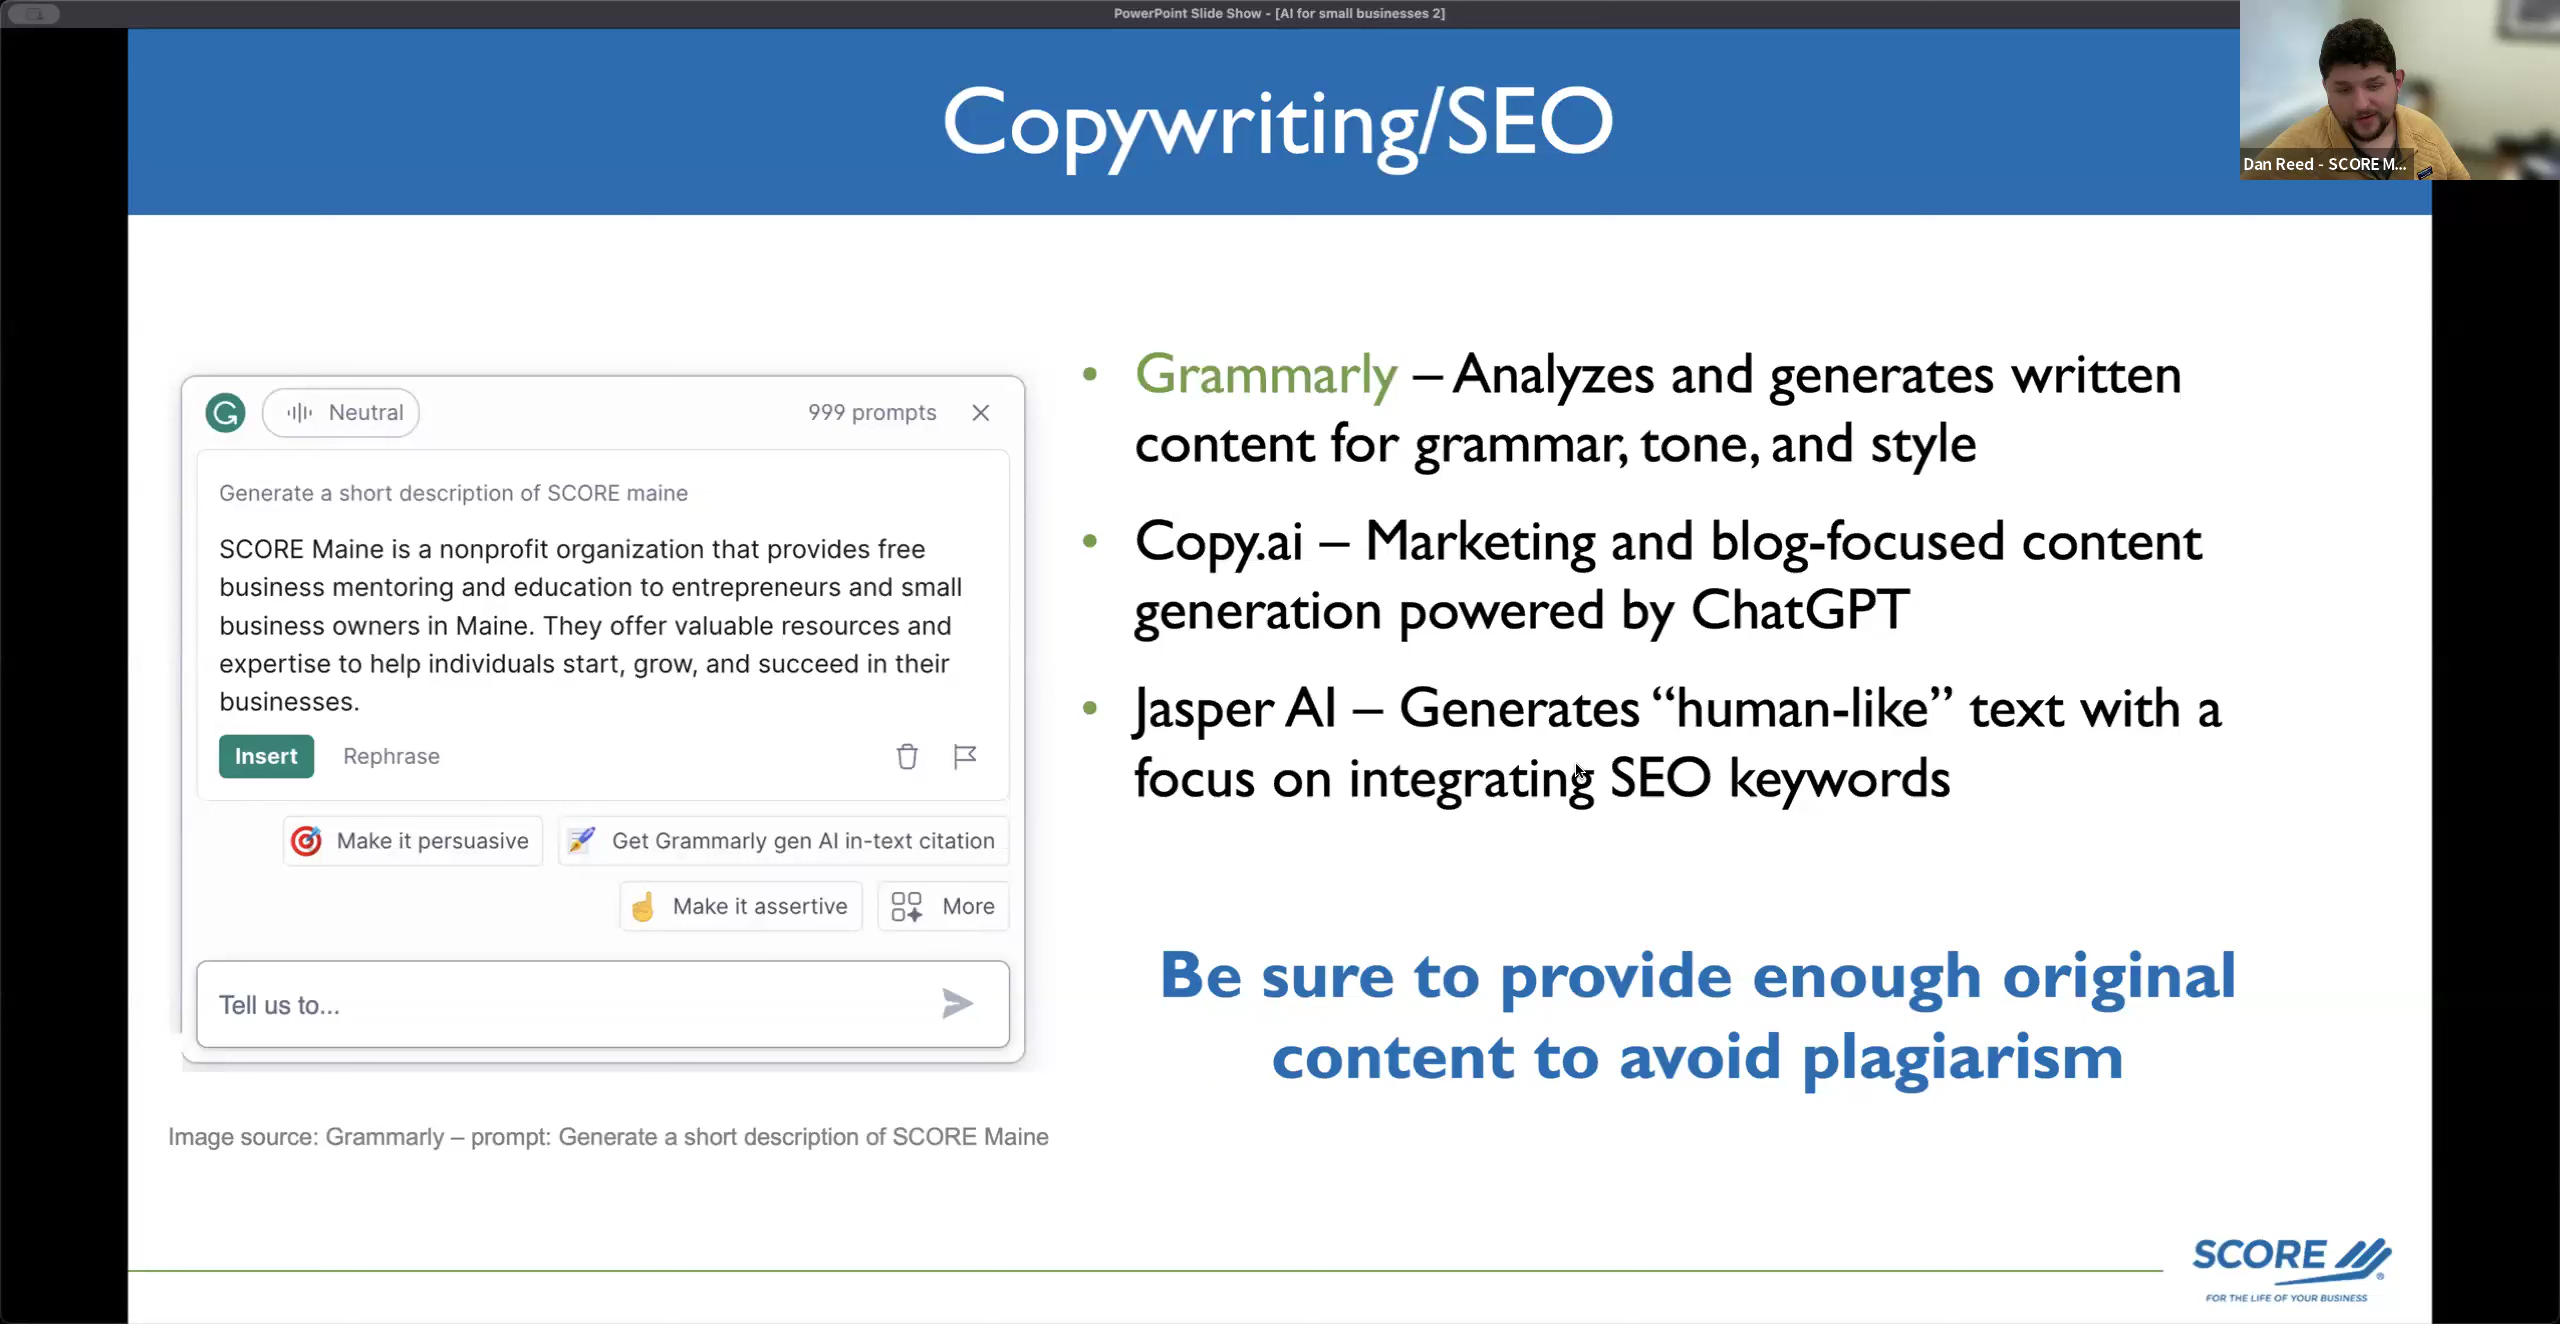 PowerPoint Slide Show - [AI for small businesses 2]
Copywriting/SEO
Dan Reed - SCORE M...
Neutral
999 prompts
Generate a short description of SCORE maine
SCORE Maine is a nonprofit organization that provides free
business mentoring and education to entrepreneurs and small
business owners in Maine. They offer valuable resources and
expertise to help individuals start, grow, and succeed in their
businesses.
Insert
Rephrase
Make it persuasive
Get Grammarly gen AI in-text citation
Make it assertive
More
Tell us to...
Image source: Grammarly – prompt: Generate a short description of SCORE Maine
• Grammarly – Analyzes and generates written
content for grammar, tone, and style
• Copy.ai – Marketing and blog-focused content
generation powered by ChatGPT
• Jasper AI – Generates “human-like” text with a
focus on integrating SEO keywords
Be sure to provide enough original
content to avoid plagiarism
SCORE
FOR THE LIFE OF YOUR BUSINESS